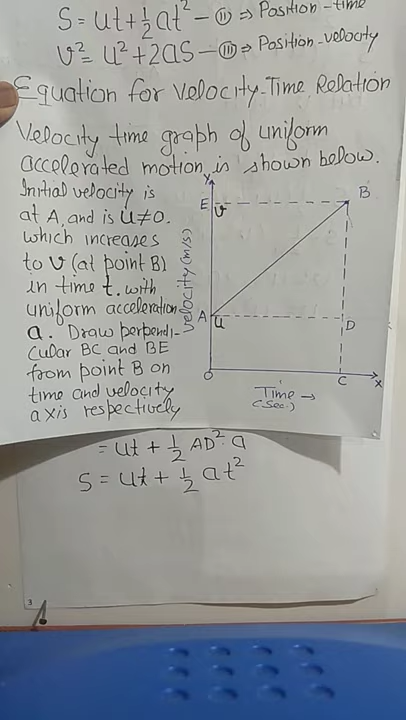 S = ut + 1/2 at² - (ii) ⇒ Position-time
v² = u² + 2as - (iii) ⇒ Position-velocity
Equation for Velocity-Time Relation
Velocity time graph of uniform
accelerated motion is shown below.
Initial velocity is
at A, and is u≠0.
which increases
to v (at point B)
in time t. with
uniform acceleration
a. Draw perpendi-
cular BC and BE
from point B on
time and velocity
axis respectively
Y
E v B
velocity (m/s)
A u D
O C X
Time →
(Sec.)
= ut + 1/2 AD². a
S = ut + 1/2 at²
3